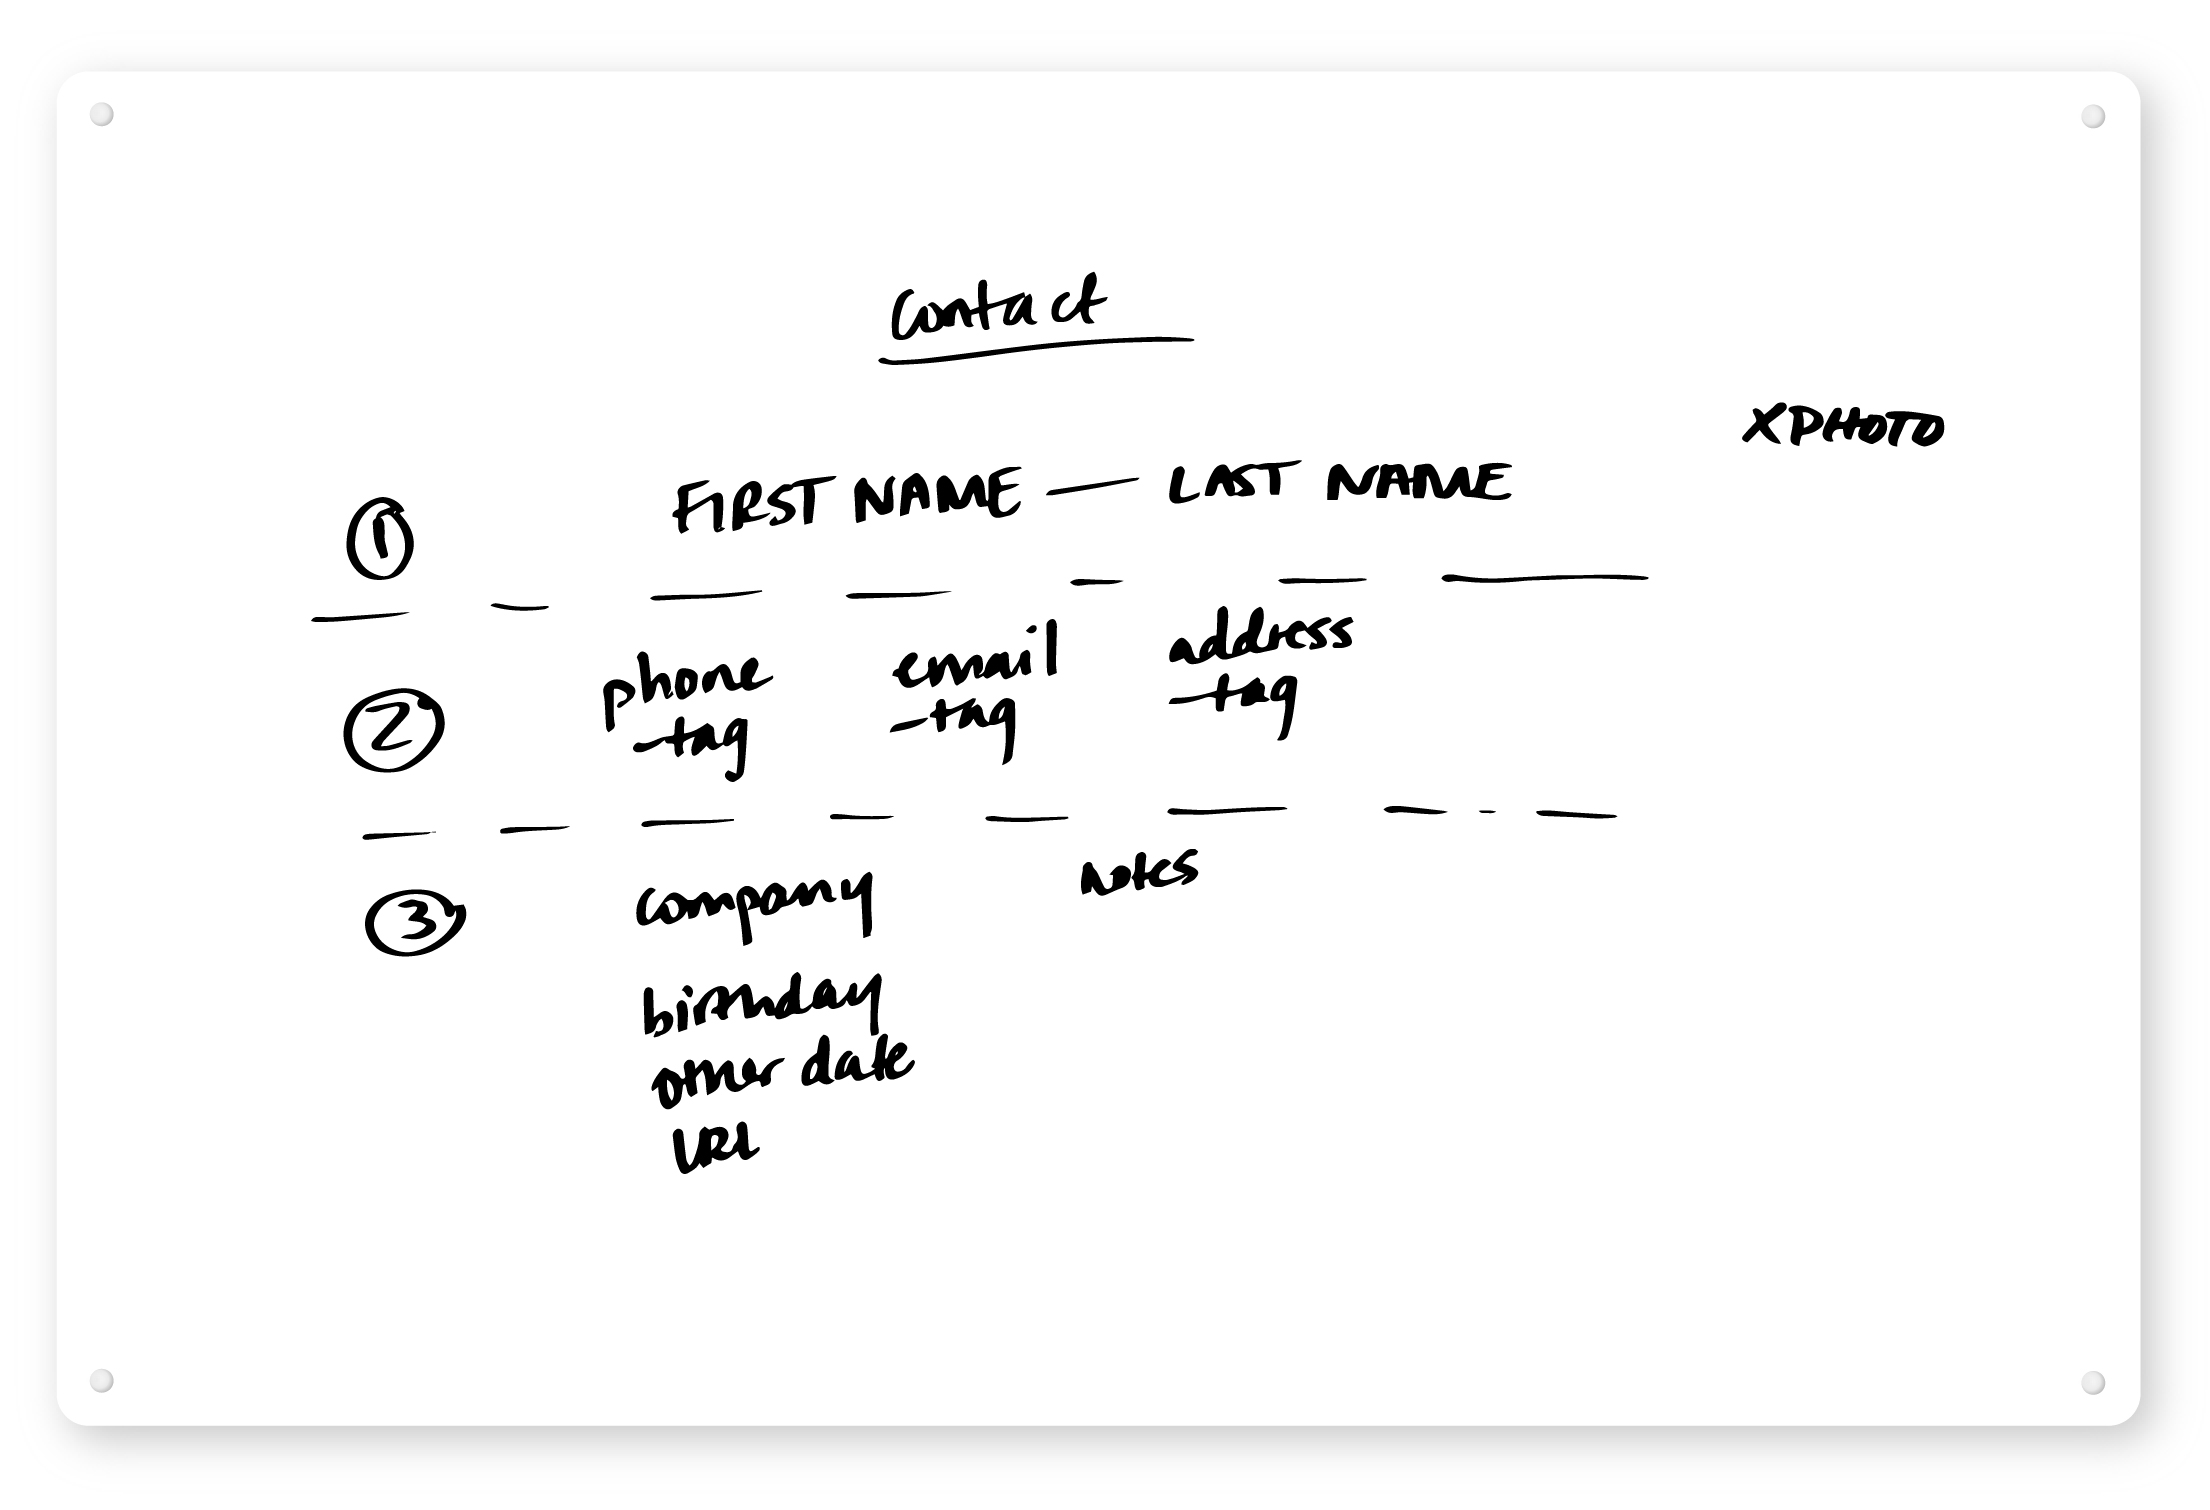 Contact
XPHOTO
1 FIRST NAME — LAST NAME
2 phone email address
-tag -tag -tag
3 company notes
birthday
other date
URL